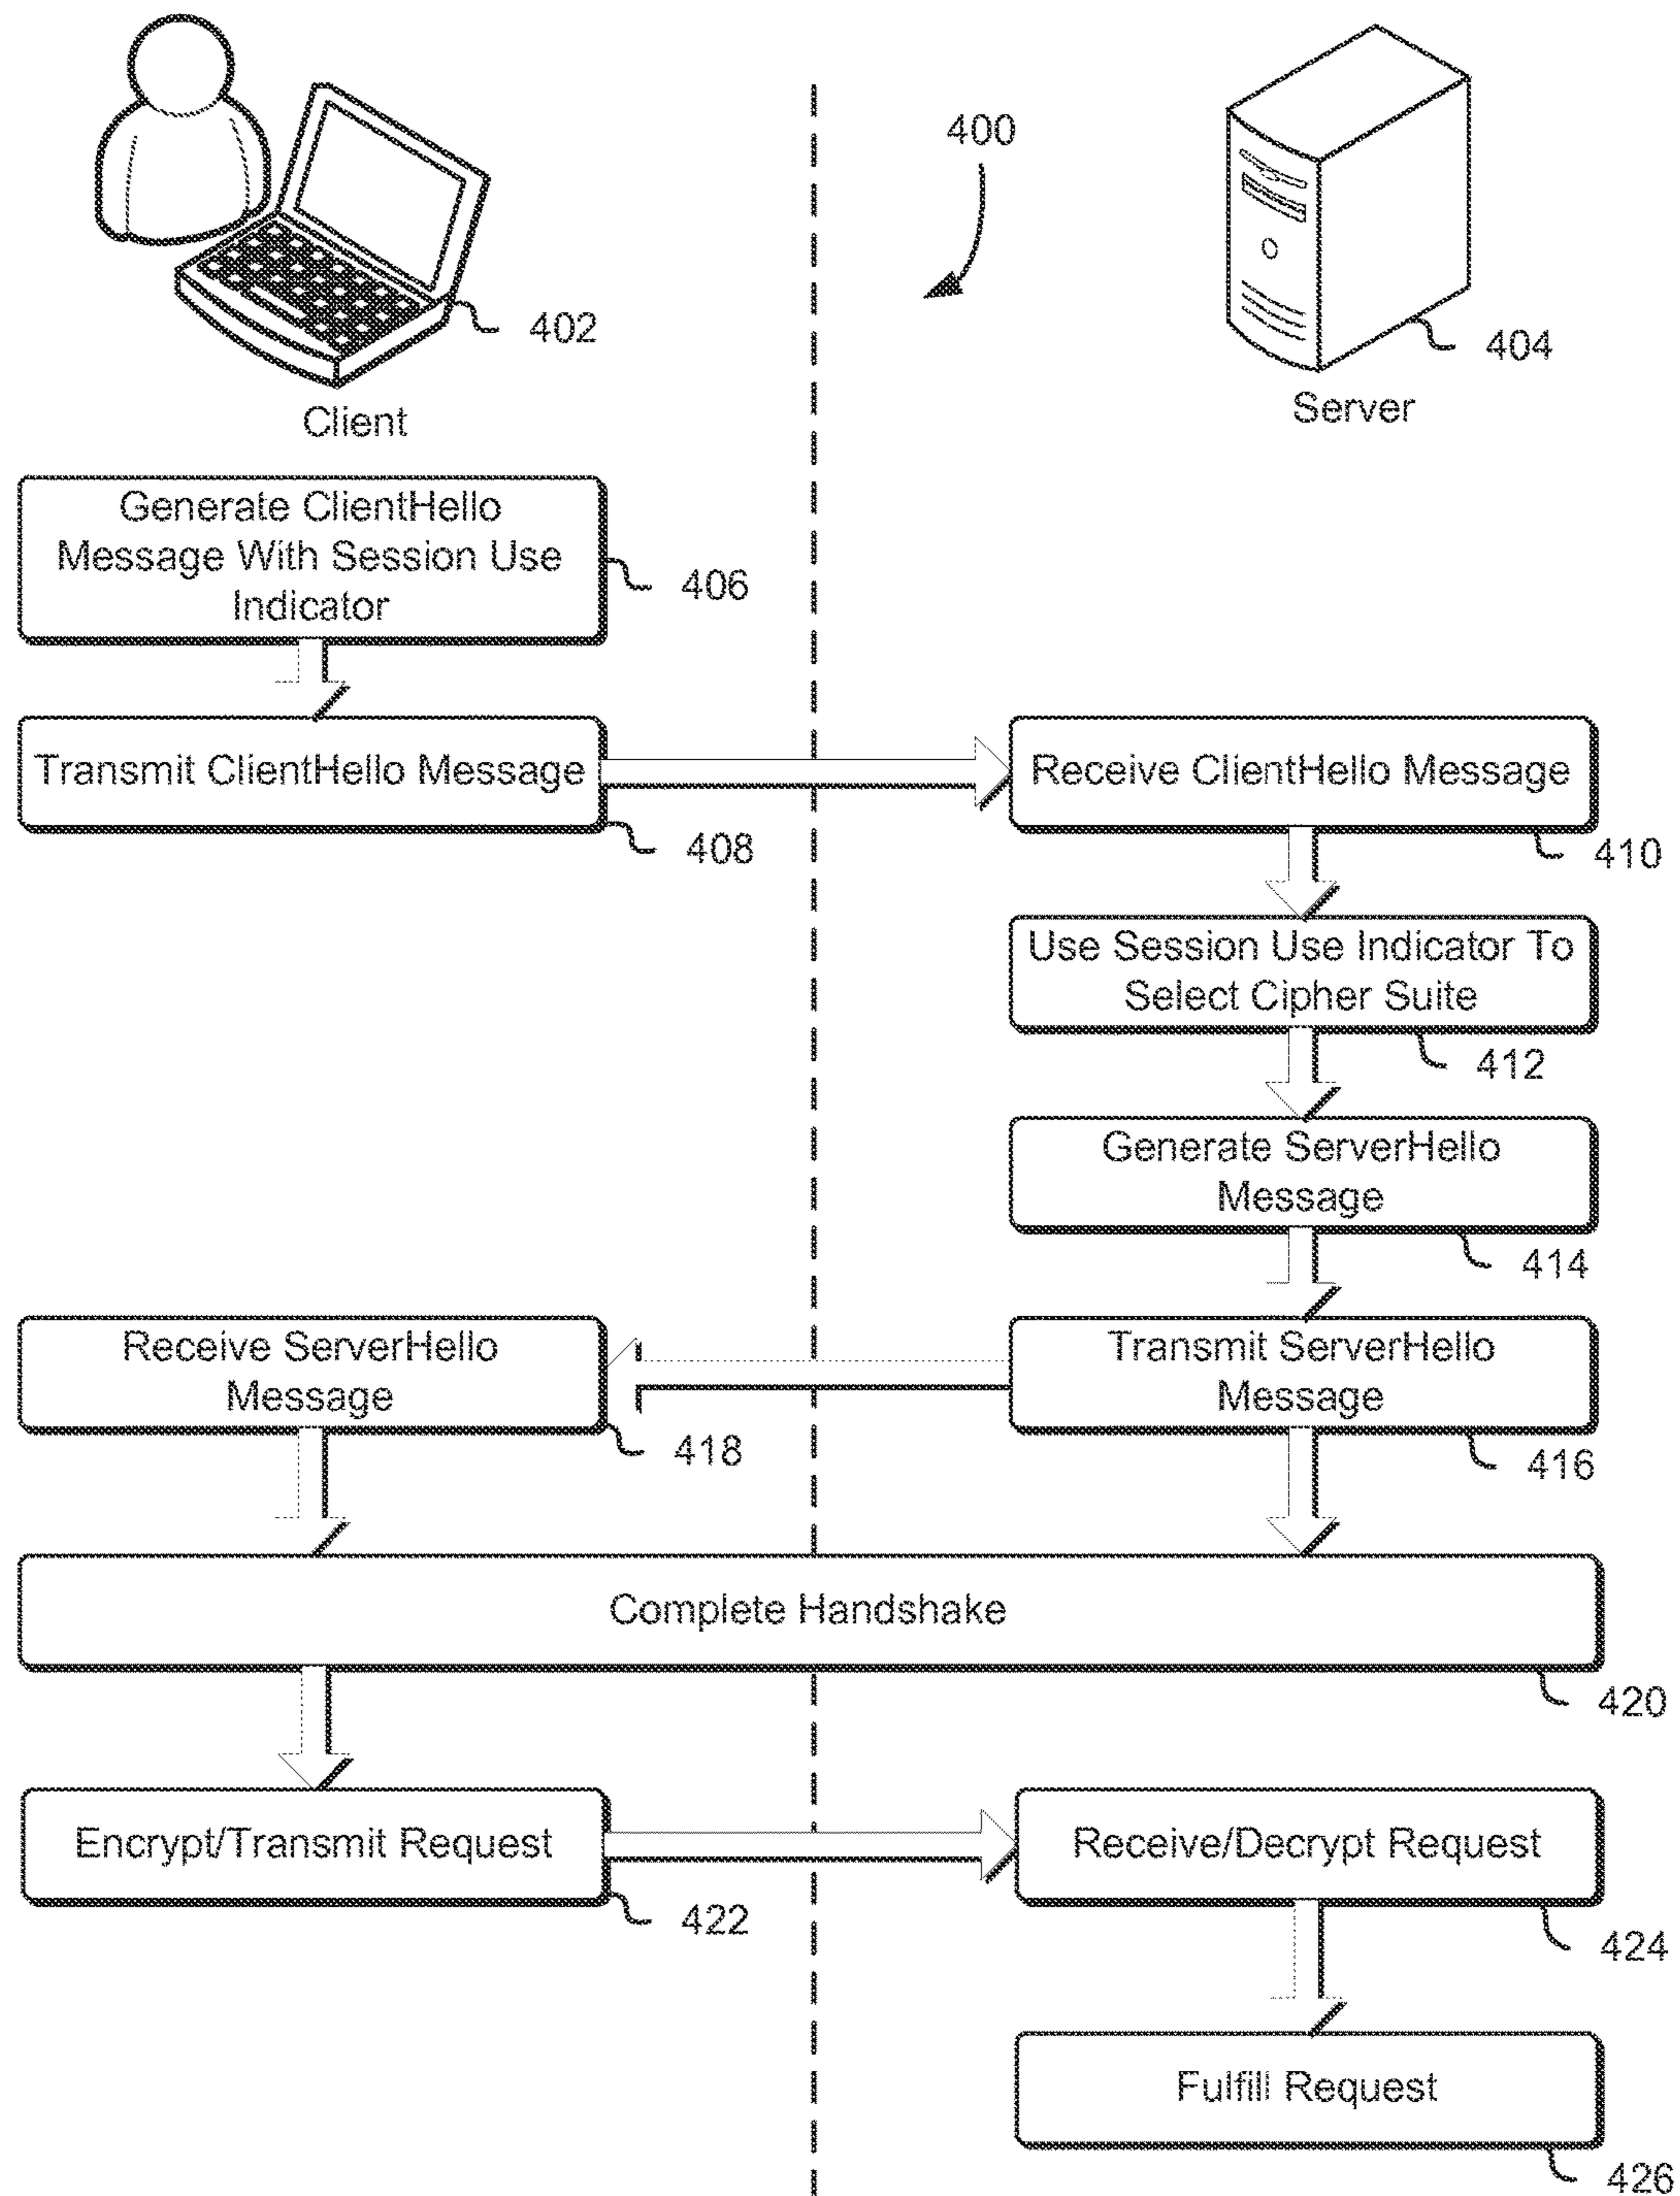 400
402
404
Client
Server
Generate ClientHello
Message With Session Use
Indicator
406
Transmit ClientHello Message
408
Receive ClientHello Message
410
Use Session Use Indicator To
Select Cipher Suite
412
Generate ServerHello
Message
414
Receive ServerHello
Message
418
Transmit ServerHello
Message
416
Complete Handshake
420
Encrypt/Transmit Request
422
Receive/Decrypt Request
424
Fulfill Request
426